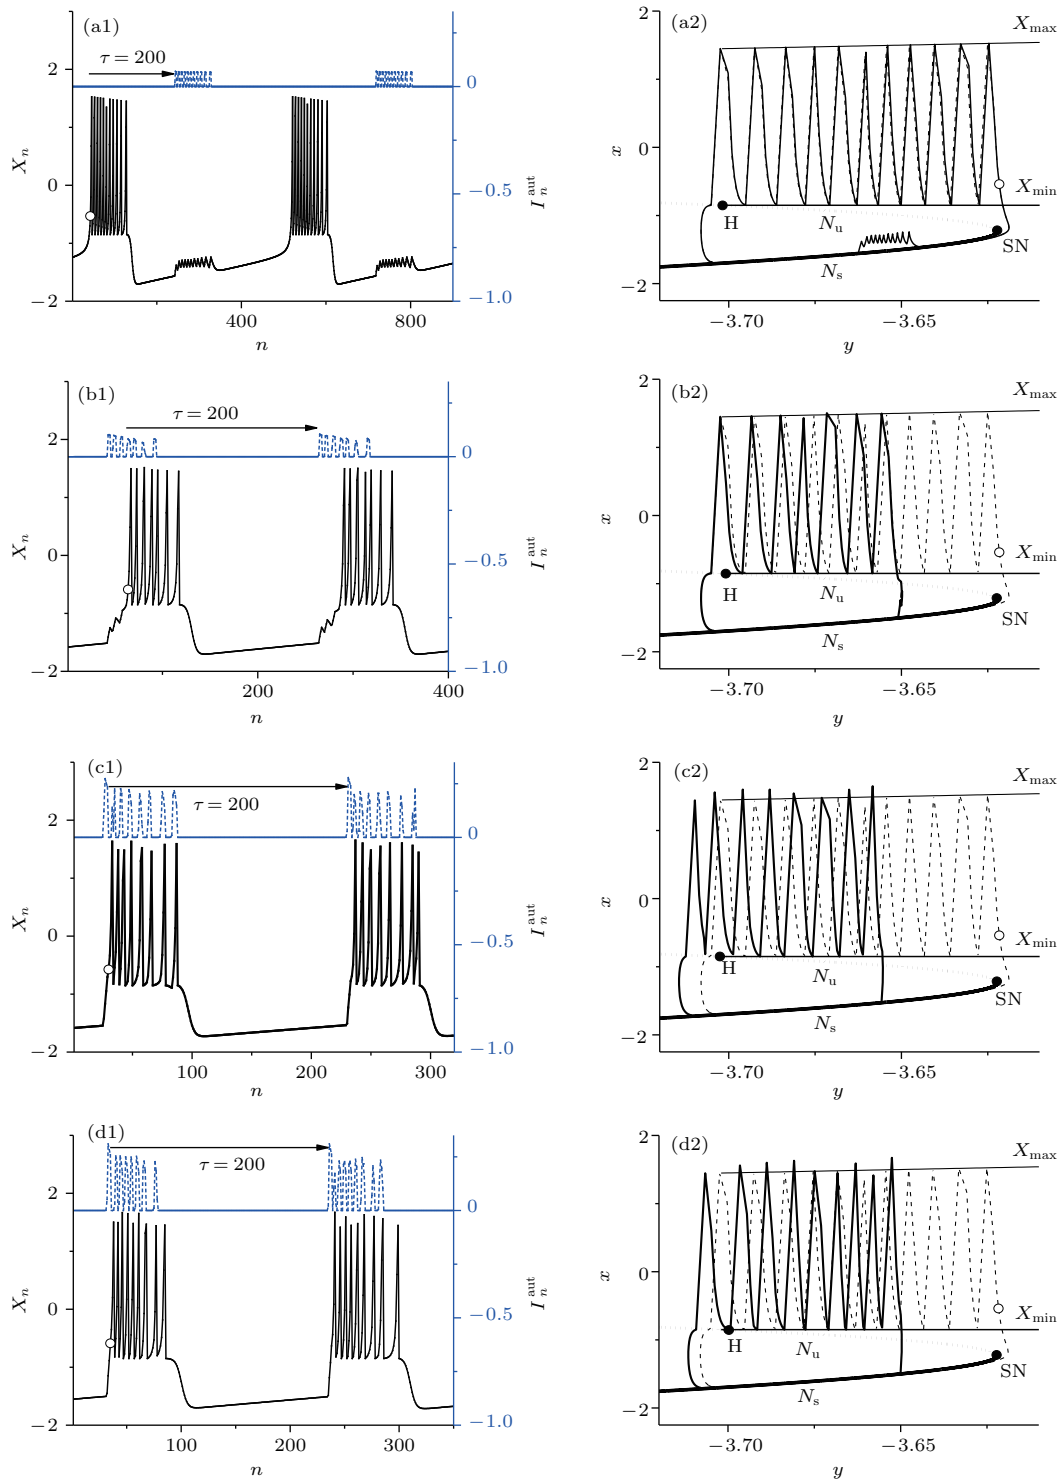 (a1)
τ = 200
2
0
−2
X_n
0
−0.5
−1.0
I_n^aut
400
800
n
(a2)
X_max
2
0
−2
x
X_min
H
N_u
SN
N_s
−3.70
−3.65
y
(b1)
τ = 200
2
0
−2
X_n
0
−0.5
−1.0
I_n^aut
200
400
n
(b2)
X_max
2
0
−2
x
X_min
H
N_u
SN
N_s
−3.70
−3.65
y
(c1)
τ = 200
2
0
−2
X_n
0
−0.5
−1.0
I_n^aut
100
200
300
n
(c2)
X_max
2
0
−2
x
X_min
H
N_u
SN
N_s
−3.70
−3.65
y
(d1)
τ = 200
2
0
−2
X_n
0
−0.5
−1.0
I_n^aut
100
200
300
n
(d2)
X_max
2
0
−2
x
X_min
H
N_u
SN
N_s
−3.70
−3.65
y